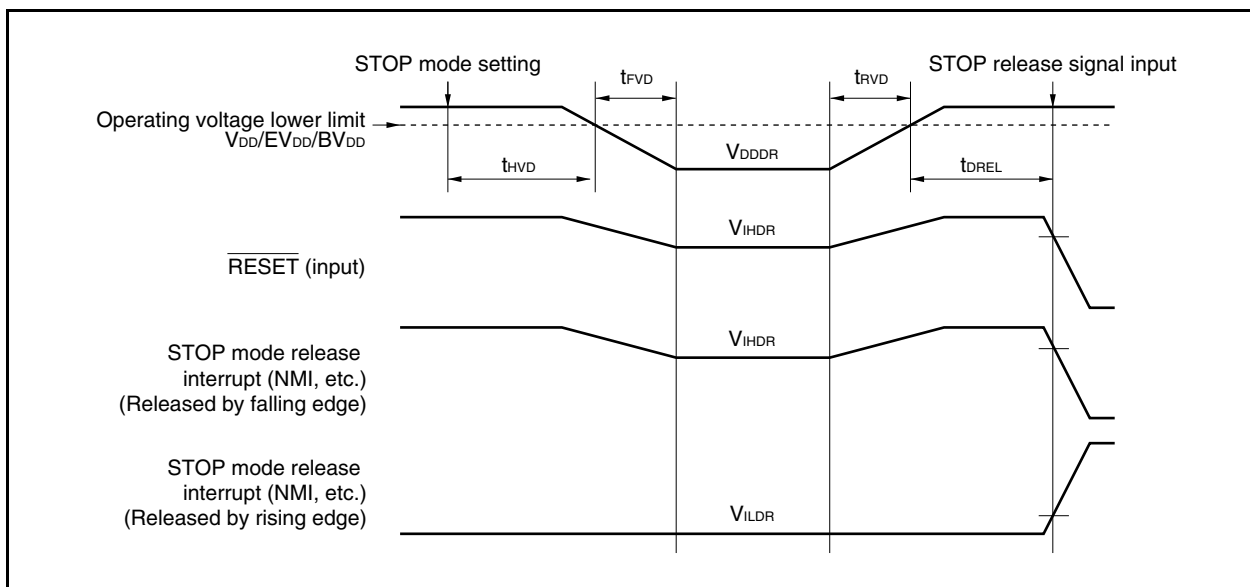 STOP mode setting
tFVD
tRVD
STOP release signal input
Operating voltage lower limit
VDD/EVDD/BVDD
VDDDR
tHVD
tDREL
VIHDR
RESET (input)
VIHDR
STOP mode release
interrupt (NMI, etc.)
(Released by falling edge)
STOP mode release
interrupt (NMI, etc.)
(Released by rising edge)
VILDR